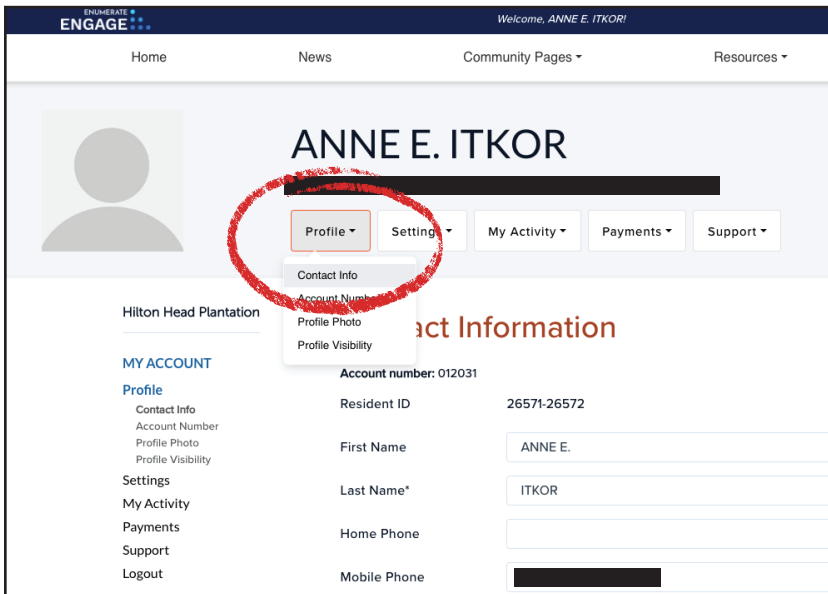 ENUMERATE
ENGAGE
Welcome, ANNE E. ITKOR!
Home News Community Pages Resources
ANNE E. ITKOR
Profile Settings My Activity Payments Support
Contact Info
Account Number
Profile Photo
Profile Visibility
Hilton Head Plantation
MY ACCOUNT
Profile
Contact Info
Account Number
Profile Photo
Profile Visibility
Settings
My Activity
Payments
Support
Logout
act Information
Account number: 012031
Resident ID 26571-26572
First Name ANNE E.
Last Name* ITKOR
Home Phone
Mobile Phone